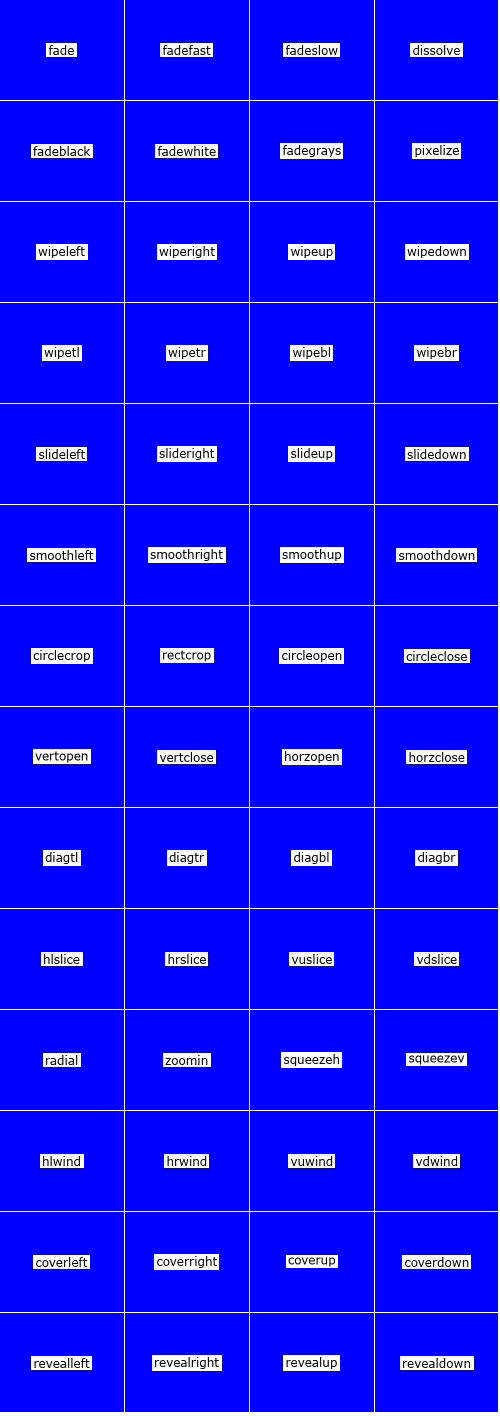 fade fadefast fadeslow dissolve
fadeblack fadewhite fadegrays pixelize
wipeleft wiperight wipeup wipedown
wipetl wipetr wipebl wipebr
slideleft slideright slideup slidedown
smoothleft smoothright smoothup smoothdown
circlecrop rectcrop circleopen circleclose
vertopen vertclose horzopen horzclose
diagtl diagtr diagbl diagbr
hlslice hrslice vuslice vdslice
radial zoomin squeezeh squeezev
hlwind hrwind vuwind vdwind
coverleft coverright coverup coverdown
revealleft revealright revealup revealdown